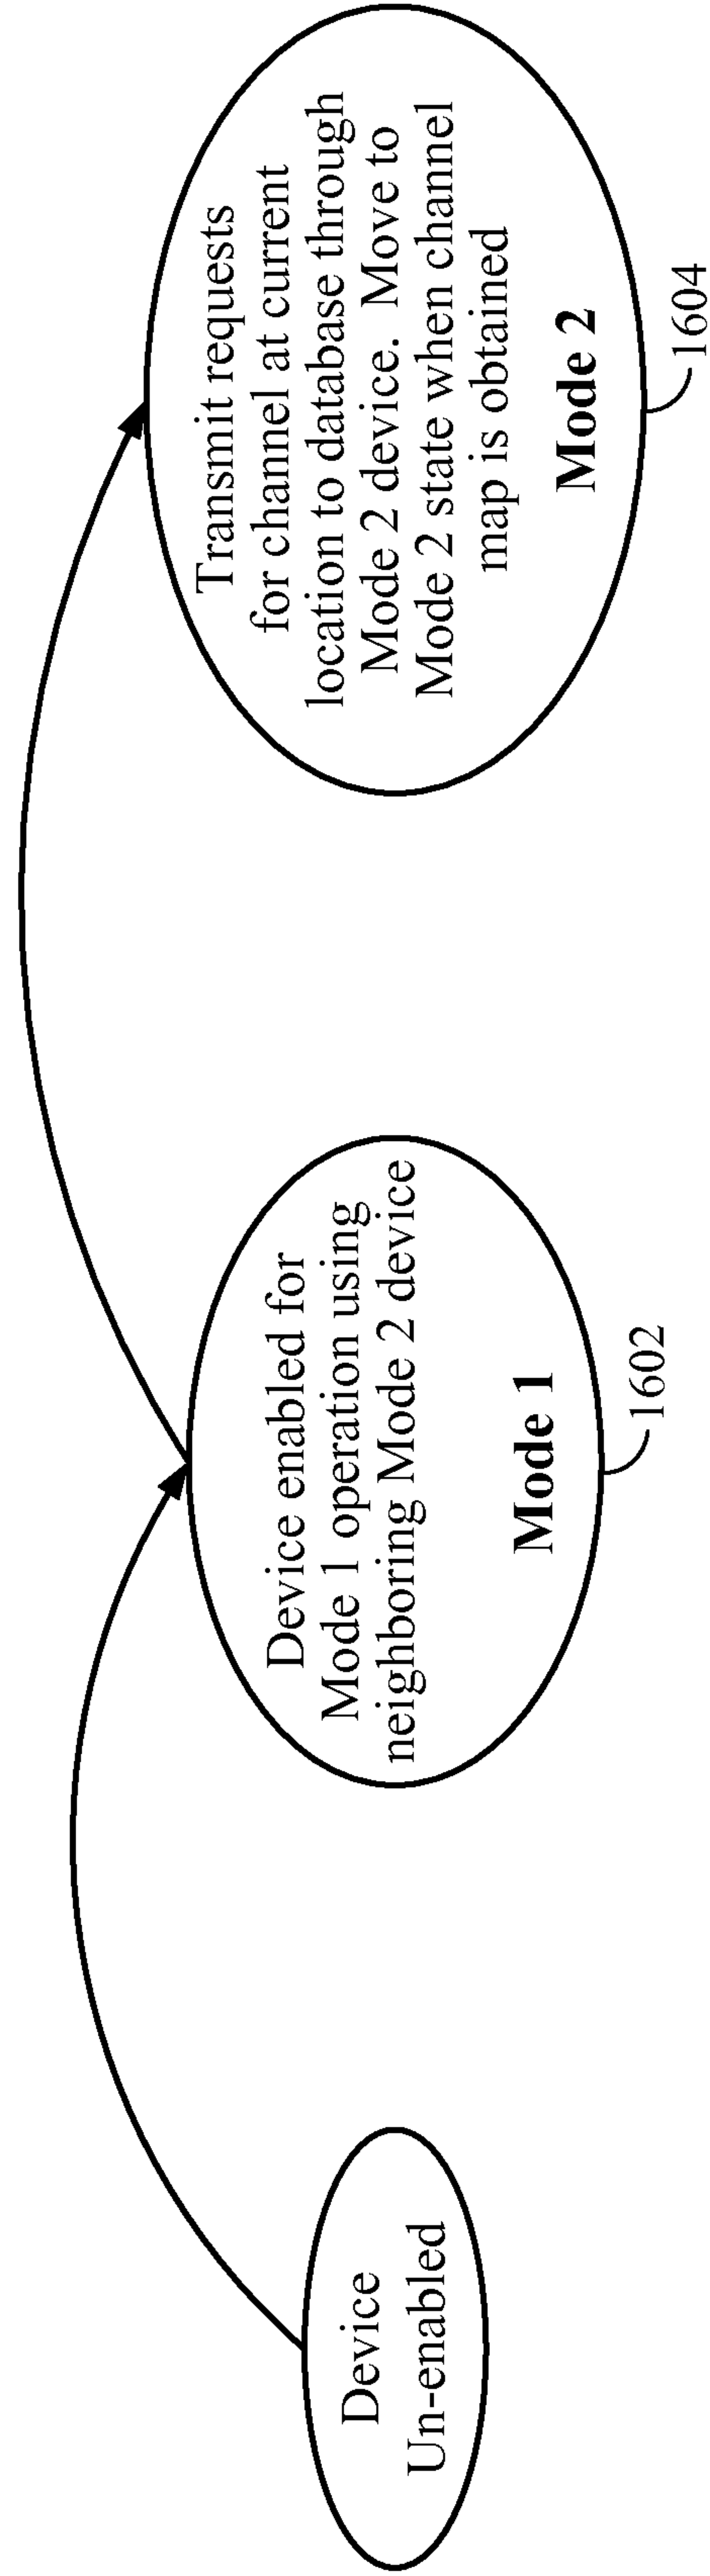 Device
Un-enabled
Device enabled for
Mode 1 operation using
neighboring Mode 2 device
Mode 1
1602
Transmit requests
for channel at current
location to database through
Mode 2 device.  Move to
Mode 2 state when channel
map is obtained
Mode 2
1604